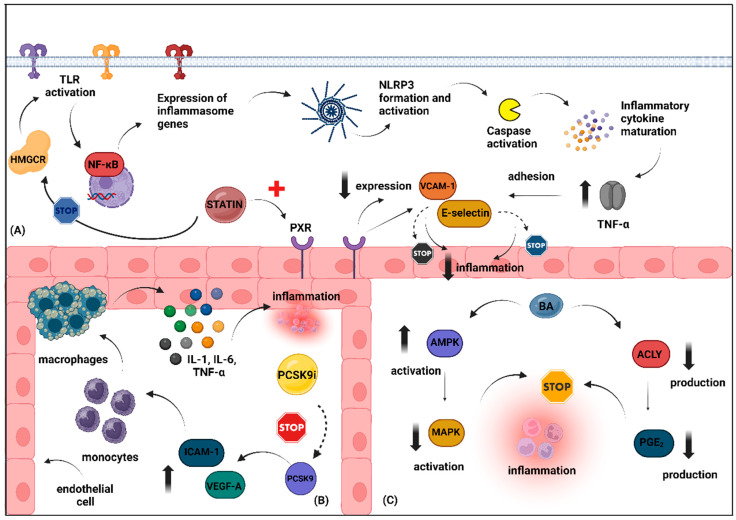 TLR
activation
HMGCR
NF-κB
STOP
(A)
Expression of
inflammasome
genes
NLRP3
formation and
activation
Caspase
activation
Inflammatory
cytokine
maturation
TNF-α
adhesion
STATIN
PXR
expression
VCAM-1
E-selectin
STOP
STOP
inflammation
macrophages
IL-1, IL-6,
TNF-α
inflammation
monocytes
endothelial
cell
ICAM-1
VEGF-A
PCSK9i
STOP
PCSK9
(B)
(C)
BA
AMPK
activation
MAPK
activation
STOP
inflammation
ACLY
production
PGE₂
production